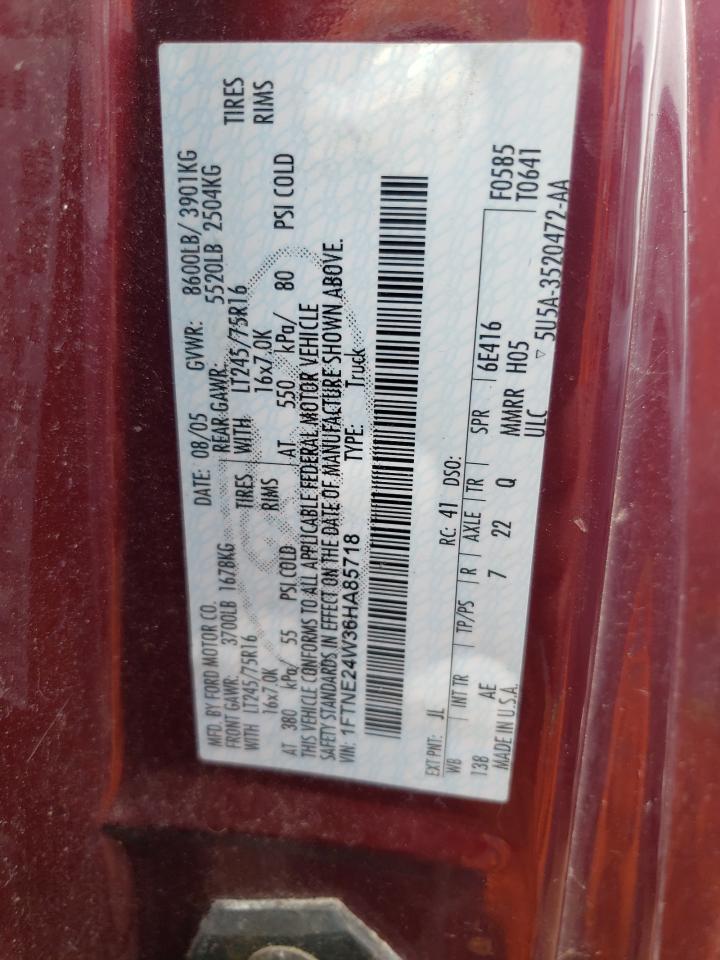 MFD. BY FORD MOTOR CO. DATE: 08/05 GVWR: 8600LB/ 3901KG
FRONT GAWR: 3700LB 1678KG REAR GAWR: 5520LB 2504KG
WITH LT245/75R16 TIRES WITH LT245/75R16 TIRES
16x7.0K RIMS 16x7.0K RIMS
AT 380 kPa/ 55 PSI COLD AT 550 kPa/ 80 PSI COLD
THIS VEHICLE CONFORMS TO ALL APPLICABLE FEDERAL MOTOR VEHICLE
SAFETY STANDARDS IN EFFECT ON THE DATE OF MANUFACTURE SHOWN ABOVE.
VIN: 1FTNE24W36HA85718 TYPE: Truck
EXT PNT: JL RC: 41 DSO: F0585
WB INT TR TP/PS R AXLE TR SPR 6E416 T0641
138 AE 7 22 Q MMRR H05
MADE IN U.S.A. ULC 5U5A-3520472-AA